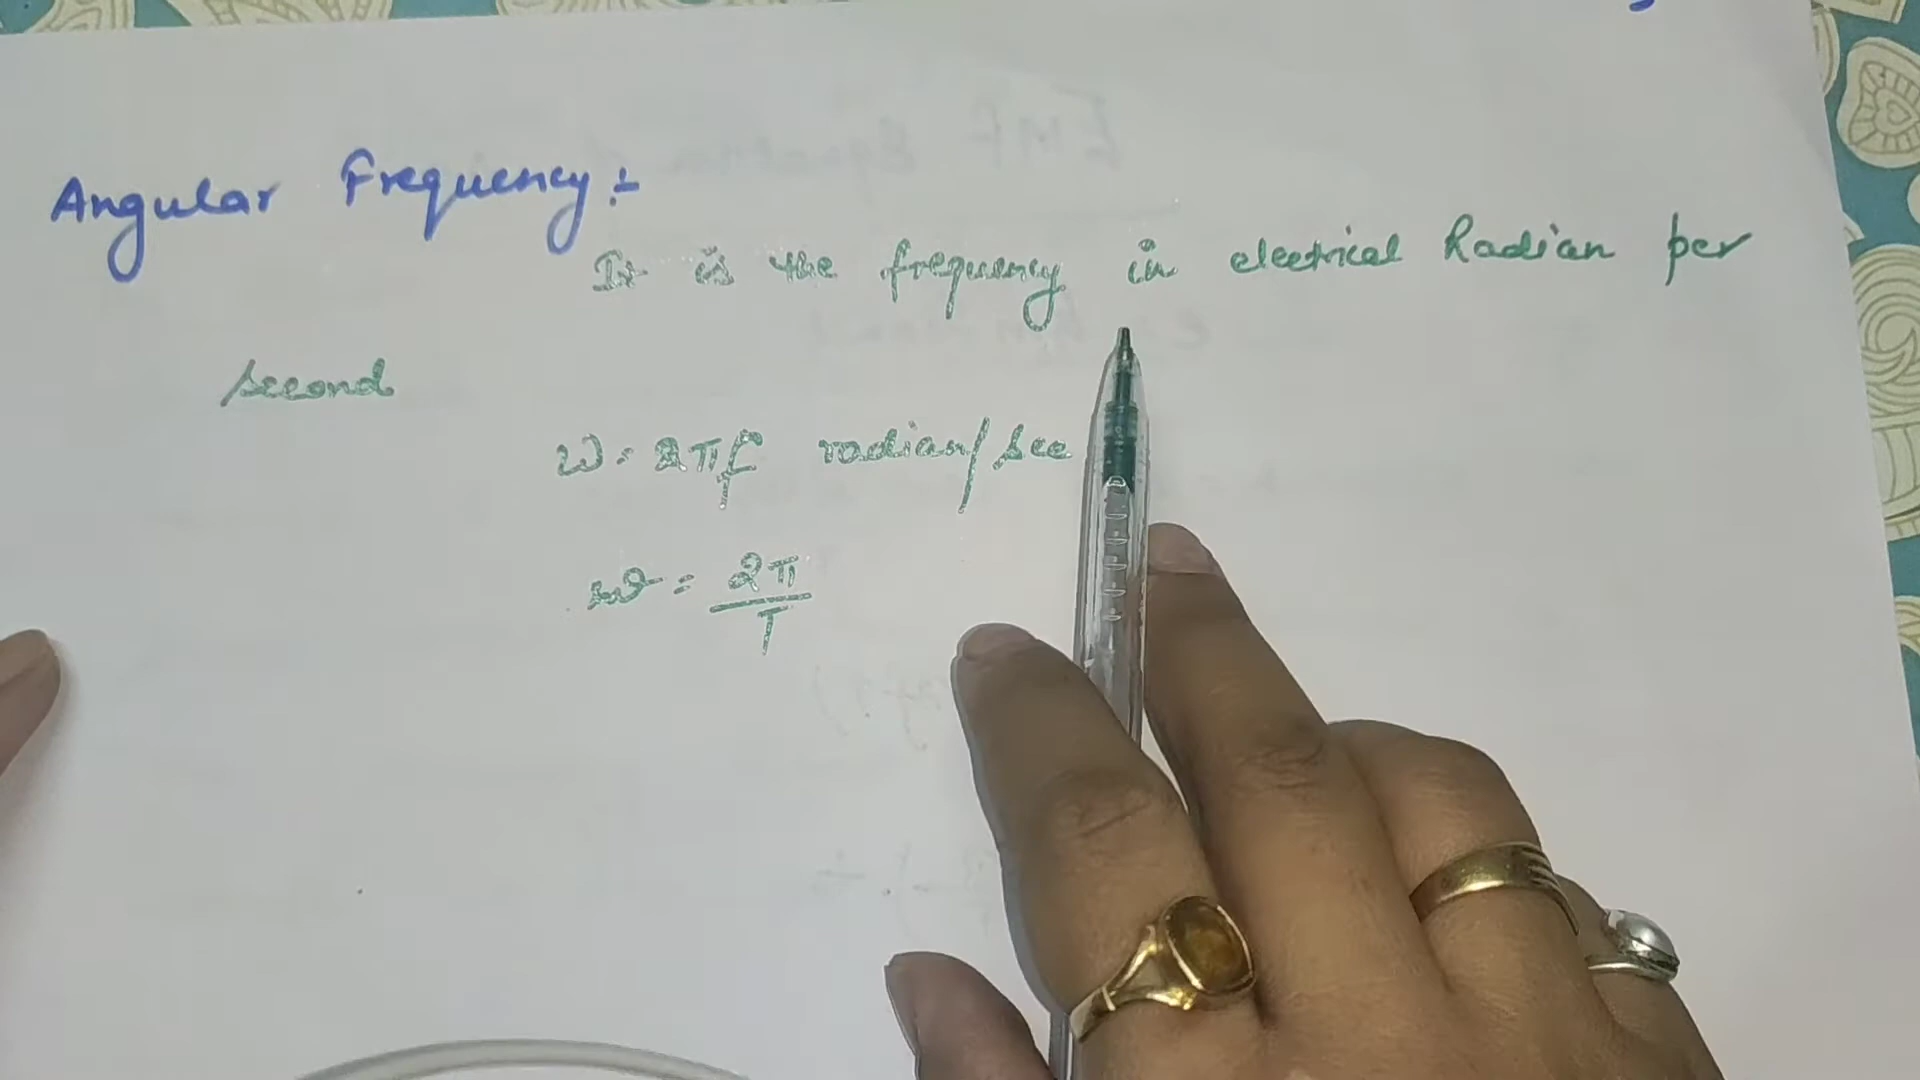 Angular Frequency :-
It is the frequency in electrical Radian per
second
ω = 2πf radian/sec
ω = 2π/T